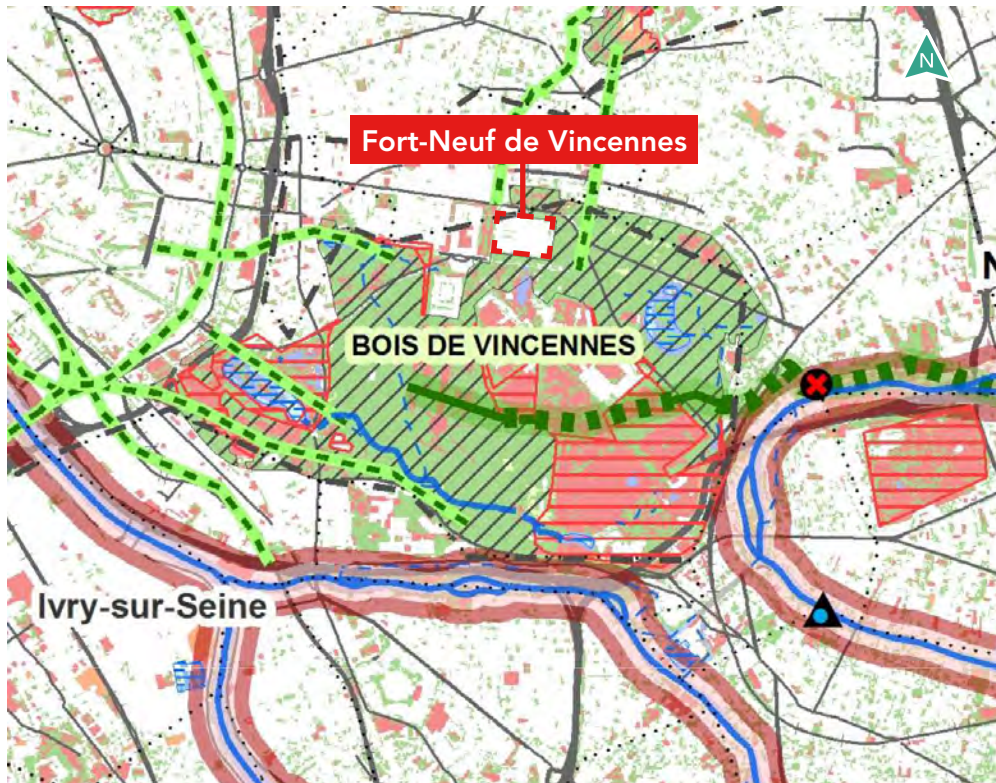 N
Fort-Neuf de Vincennes
N
BOIS DE VINCENNES
Ivry-sur-Seine